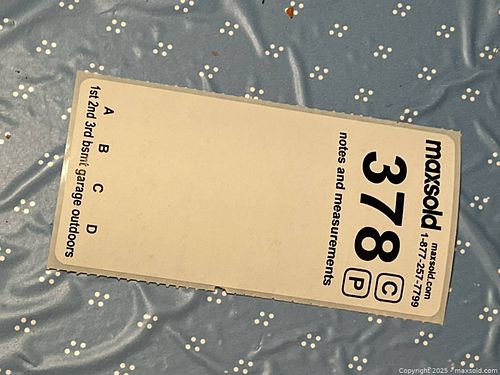 maxsold
maxsold.com
1-877-257-7799
378
C
P
notes and measurements
A B C D
1st 2nd 3rd bsmt garage outdoors
Copyright 2025 - maxsold.com